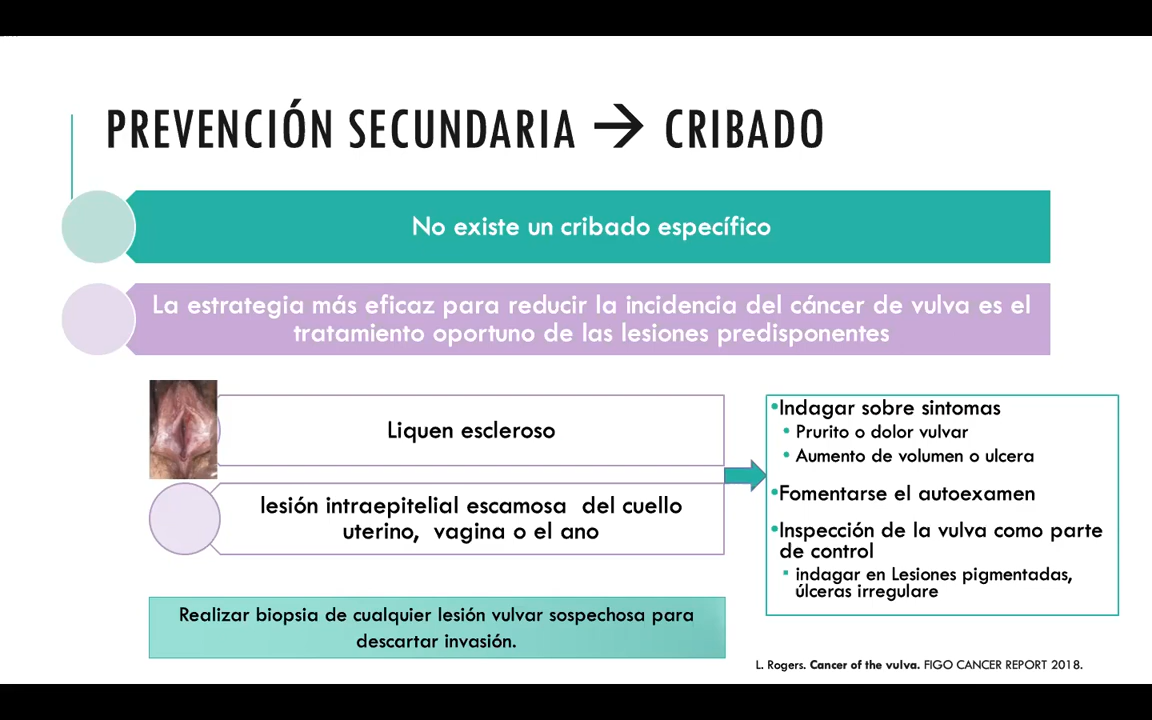 PREVENCIÓN SECUNDARIA → CRIBADO
No existe un cribado específico
La estrategia más eficaz para reducir la incidencia del cáncer de vulva es el
tratamiento oportuno de las lesiones predisponentes
Liquen escleroso
lesión intraepitelial escamosa del cuello
uterino, vagina o el ano
•Indagar sobre sintomas
• Prurito o dolor vulvar
• Aumento de volumen o ulcera
•Fomentarse el autoexamen
•Inspección de la vulva como parte
de control
▪ indagar en Lesiones pigmentadas,
úlceras irregulare
Realizar biopsia de cualquier lesión vulvar sospechosa para
descartar invasión.
L. Rogers. Cancer of the vulva. FIGO CANCER REPORT 2018.